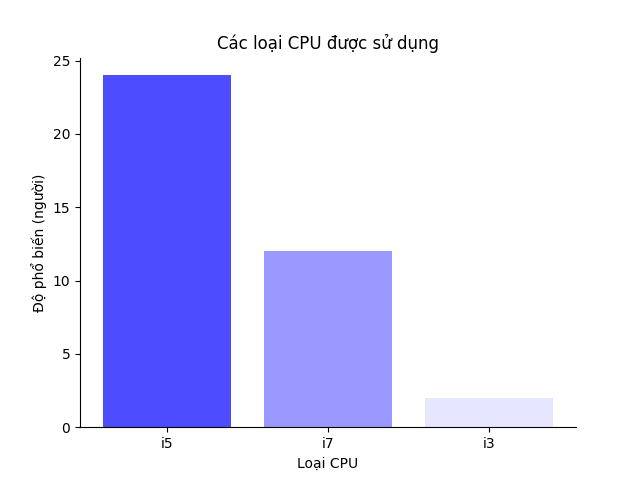 Các loại CPU được sử dụng
Độ phổ biến (người)
25
20
15
10
5
0
i5
i7
i3
Loại CPU